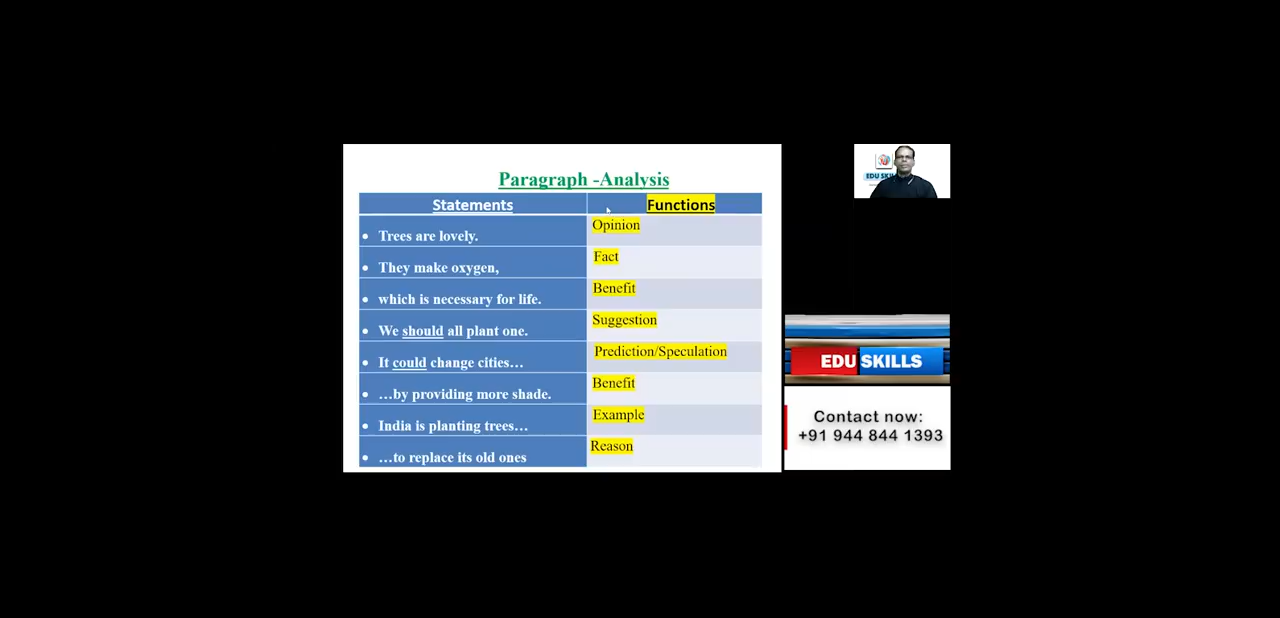 Paragraph -Analysis
Statements Functions
• Trees are lovely. Opinion
• They make oxygen, Fact
• which is necessary for life. Benefit
• We should all plant one. Suggestion
• It could change cities… Prediction/Speculation
• …by providing more shade. Benefit
• India is planting trees… Example
• …to replace its old ones Reason
EDU SKILLS
Contact now:
+91 944 844 1393